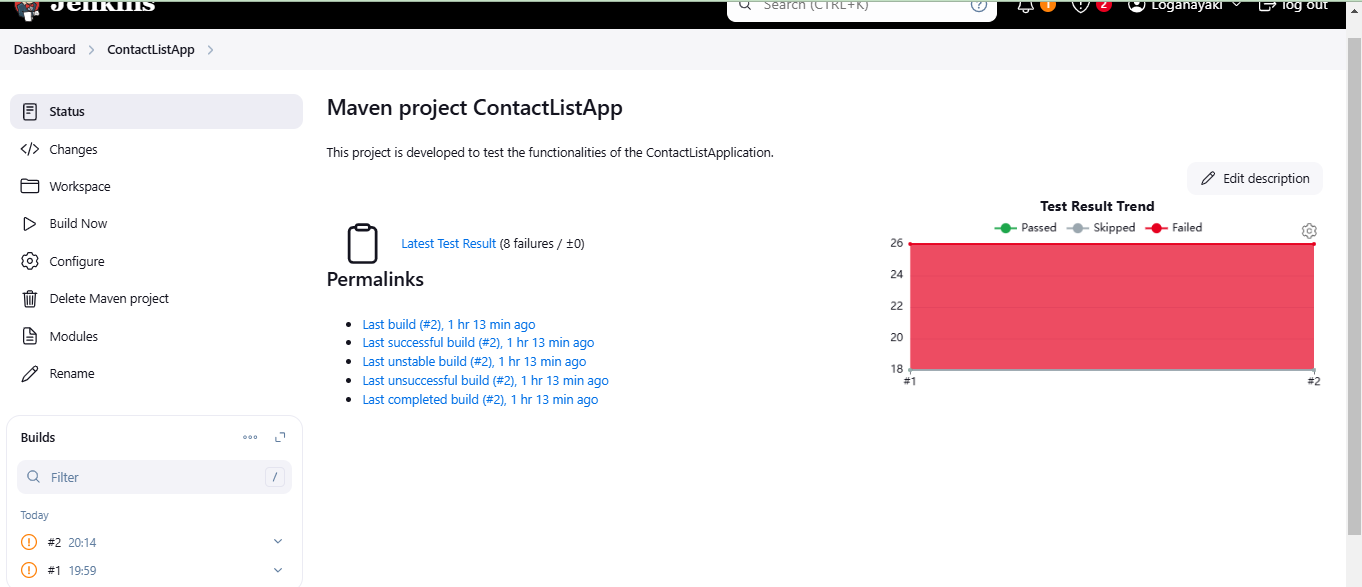 Jenkins
Search (CTRL+K)
?
1
2
Loganayaki
log out
Dashboard
ContactListApp
Status
Changes
Workspace
Build Now
Configure
Delete Maven project
Modules
Rename
Builds
Filter
/
Today
#2 20:14
#1 19:59
Maven project ContactListApp
This project is developed to test the functionalities of the ContactListApplication.
Edit description
Latest Test Result (8 failures / ±0)
Permalinks
Last build (#2), 1 hr 13 min ago
Last successful build (#2), 1 hr 13 min ago
Last unstable build (#2), 1 hr 13 min ago
Last unsuccessful build (#2), 1 hr 13 min ago
Last completed build (#2), 1 hr 13 min ago
Test Result Trend
Passed Skipped Failed
26
24
22
20
18
#1 #2